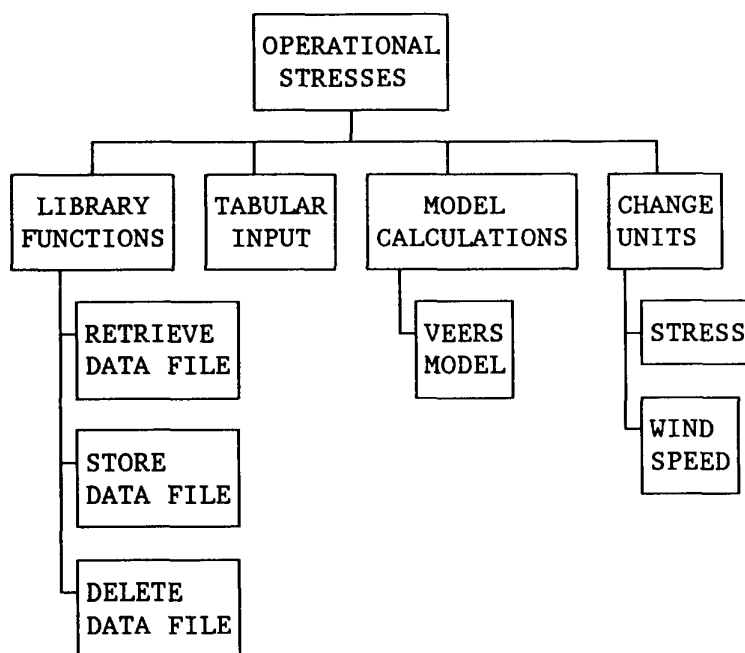 OPERATIONAL
STRESSES
LIBRARY
FUNCTIONS
TABULAR
INPUT
MODEL
CALCULATIONS
CHANGE
UNITS
RETRIEVE
DATA FILE
STORE
DATA FILE
DELETE
DATA FILE
VEERS
MODEL
STRESS
WIND
SPEED